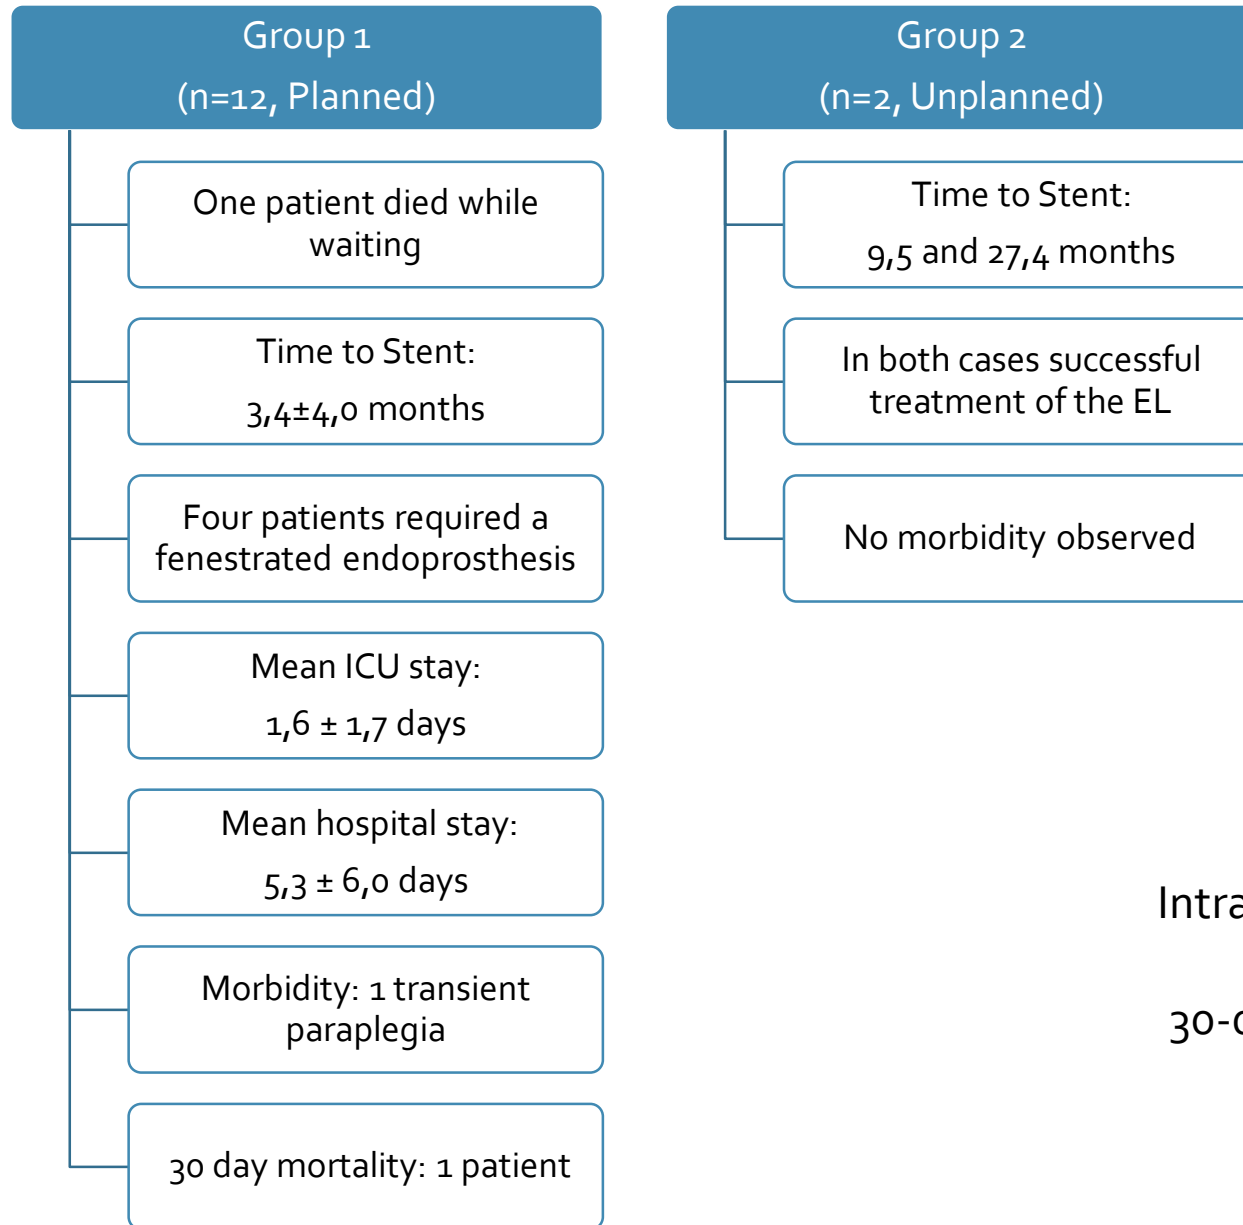 Group 1
(n=12, Planned)
One patient died while
waiting
Time to Stent:
3,4±4,0 months
Four patients required a
fenestrated endoprosthesis
Mean ICU stay:
1,6 ± 1,7 days
Mean hospital stay:
5,3 ± 6,0 days
Morbidity: 1 transient
paraplegia
30 day mortality: 1 patient
Group 2
(n=2, Unplanned)
Time to Stent:
9,5 and 27,4 months
In both cases successful
treatment of the EL
No morbidity observed